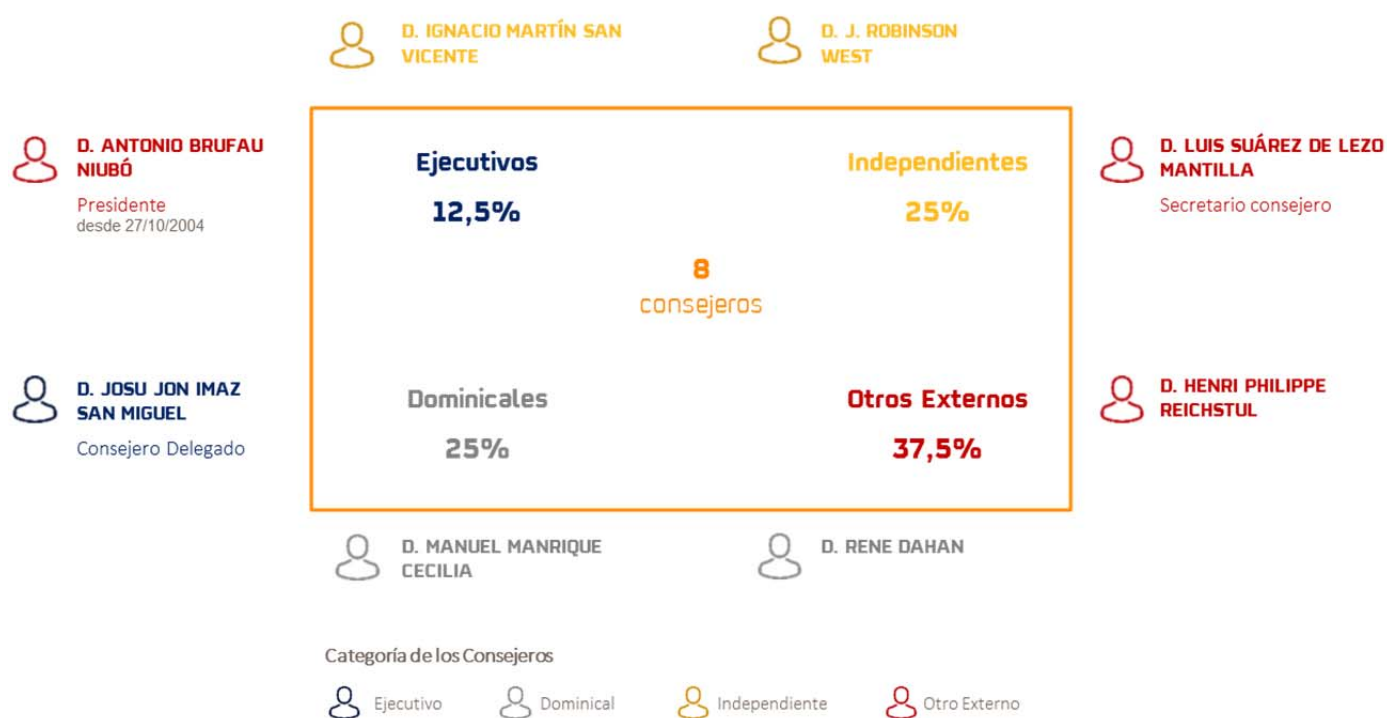 D. IGNACIO MARTÍN SAN
VICENTE
D. J. ROBINSON
WEST
D. ANTONIO BRUFAU
NIUBÓ
Presidente
desde 27/10/2004
Ejecutivos
12,5%
Independientes
25%
D. LUIS SUÁREZ DE LEZO
MANTILLA
Secretario consejero
8
consejeros
D. JOSU JON IMAZ
SAN MIGUEL
Consejero Delegado
Dominicales
25%
Otros Externos
37,5%
D. HENRI PHILIPPE
REICHSTUL
D. MANUEL MANRIQUE
CECILIA
D. RENE DAHAN
Categoría de los Consejeros
Ejecutivo
Dominical
Independiente
Otro Externo